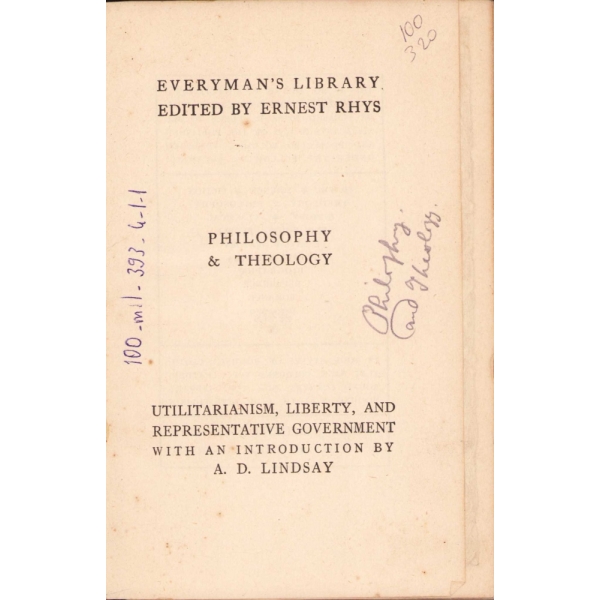 100
320
EVERYMAN'S LIBRARY
EDITED BY ERNEST RHYS
100-mil-393-4-1-1
PHILOSOPHY
& THEOLOGY
Philosophy.
and Theology.
UTILITARIANISM, LIBERTY, AND
REPRESENTATIVE GOVERNMENT
WITH AN INTRODUCTION BY
A. D. LINDSAY